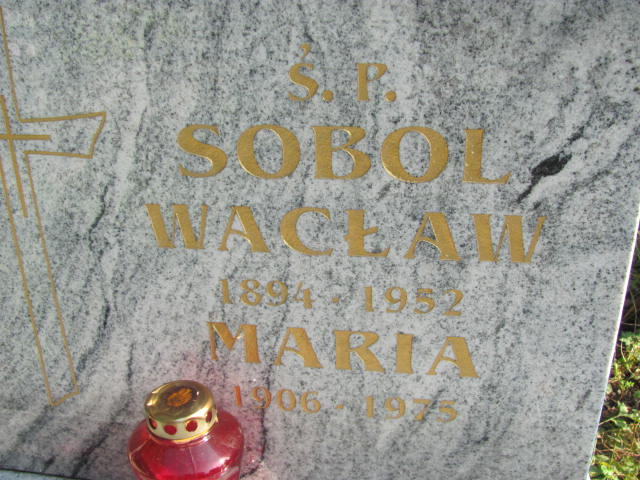 Ś. P.
SOBOL
WACŁAW
1894 - 1952
MARIA
1906 - 1975